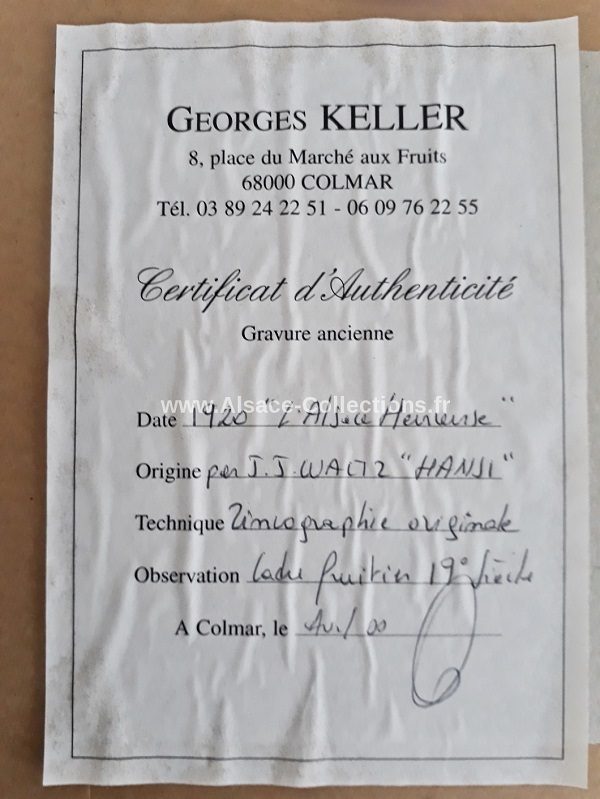 GEORGES KELLER
8, place du Marché aux Fruits
68000 COLMAR
Tél. 03 89 24 22 51 - 06 09 76 22 55
Certificat d'Authenticité
Gravure ancienne
www.Alsace-Collections.fr
Date 1920 "L'Alsace Heureuse"
Origine par J.J. WALTZ "HANSI"
Technique Zincographie originale
Observation Cadre fruitier 19° siècle
A Colmar, le Avr/00